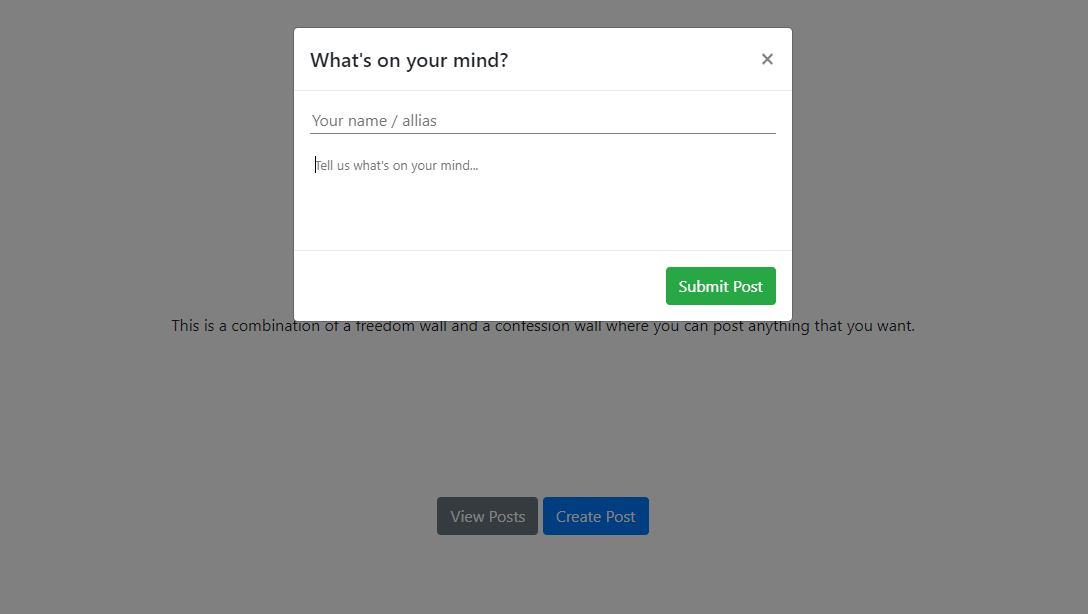 What's on your mind?
×
Your name / allias
Tell us what's on your mind...
Submit Post
This is a combination of a freedom wall and a confession wall where you can post anything that you want.
View Posts
Create Post